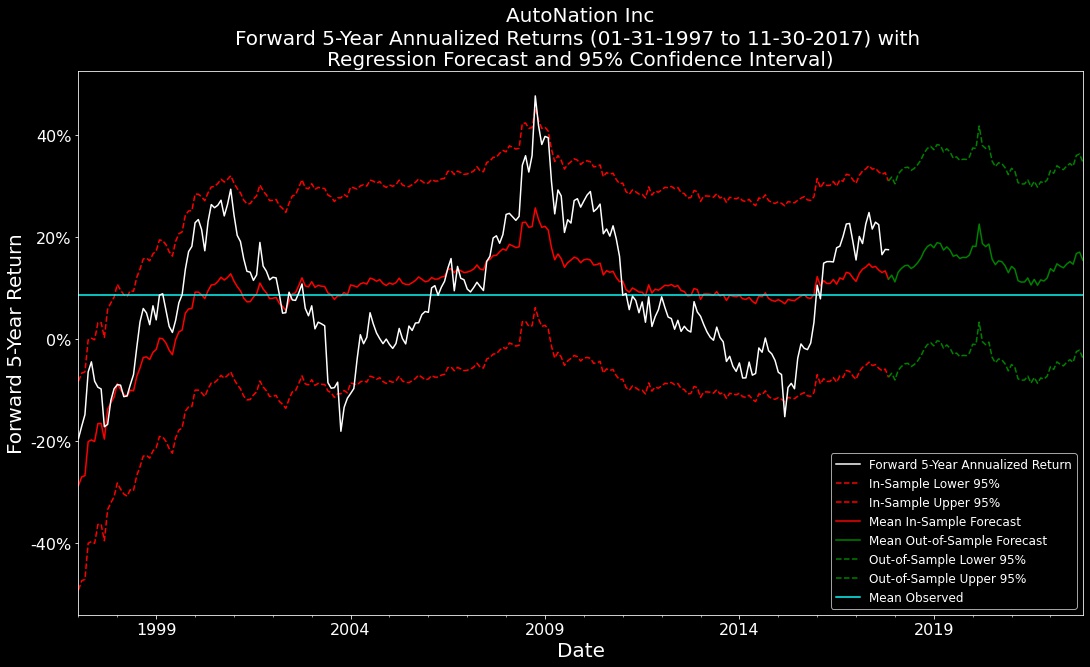 AutoNation Inc
Forward 5-Year Annualized Returns (01-31-1997 to 11-30-2017) with
Regression Forecast and 95% Confidence Interval)
Forward 5-Year Return
40%
20%
0%
-20%
-40%
1999
2004
2009
2014
2019
Date
Forward 5-Year Annualized Return
In-Sample Lower 95%
In-Sample Upper 95%
Mean In-Sample Forecast
Mean Out-of-Sample Forecast
Out-of-Sample Lower 95%
Out-of-Sample Upper 95%
Mean Observed